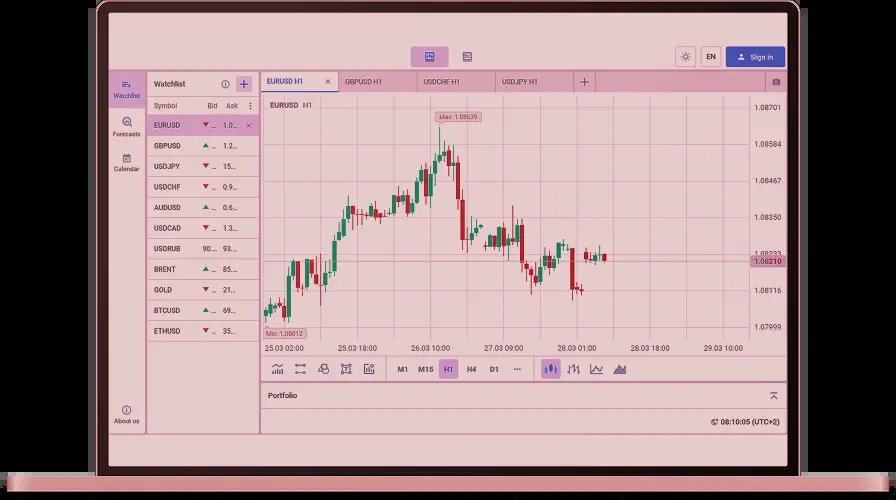 EN
Sign in
Watchlist
Forecasts
Calendar
About us
Watchlist
Symbol Bid Ask
EURUSD ... 1.0...
GBPUSD ... 1.2...
USDJPY ... 15...
USDCHF ... 0.9...
AUDUSD ... 0.6...
USDCAD ... 1.3...
USDRUB 90... 93...
BRENT ... 85...
GOLD ... 21...
BTCUSD ... 69...
ETHUSD ... 35...
EURUSD H1 GBPUSD H1 USDCHF H1 USDJPY H1
EURUSD H1
Max: 1.08639
Min: 1.08012
1.08701
1.08584
1.08467
1.08350
1.08233
1.08210
1.08116
1.07999
25.03 02:00 25.03 18:00 26.03 10:00 27.03 09:00 28.03 01:00 28.03 18:00 29.03 10:00
M1 M15 H1 H4 D1 ...
Portfolio
08:10:05 (UTC+2)